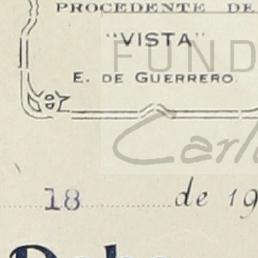 PROCEDENTE DE
"VISTA"
FUND
E. DE GUERRERO.
Carl
18 de 19